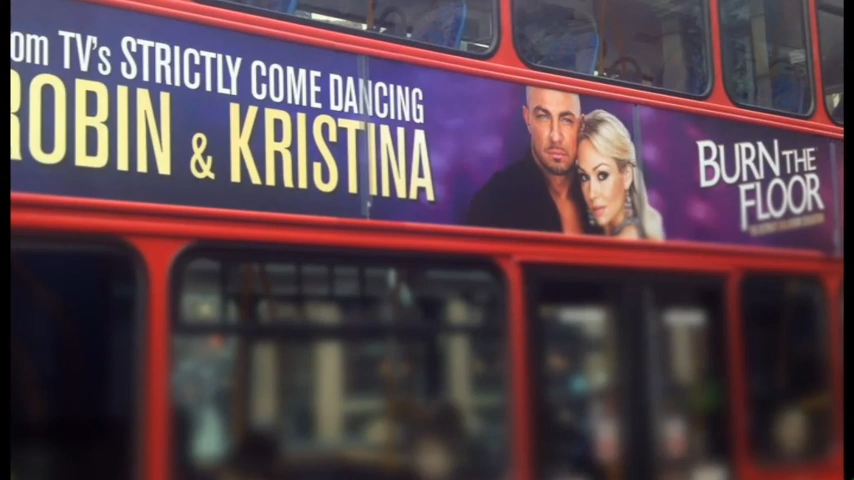 om TV's STRICTLY COME DANCING
ROBIN & KRISTINA
BURN THE
FLOOR